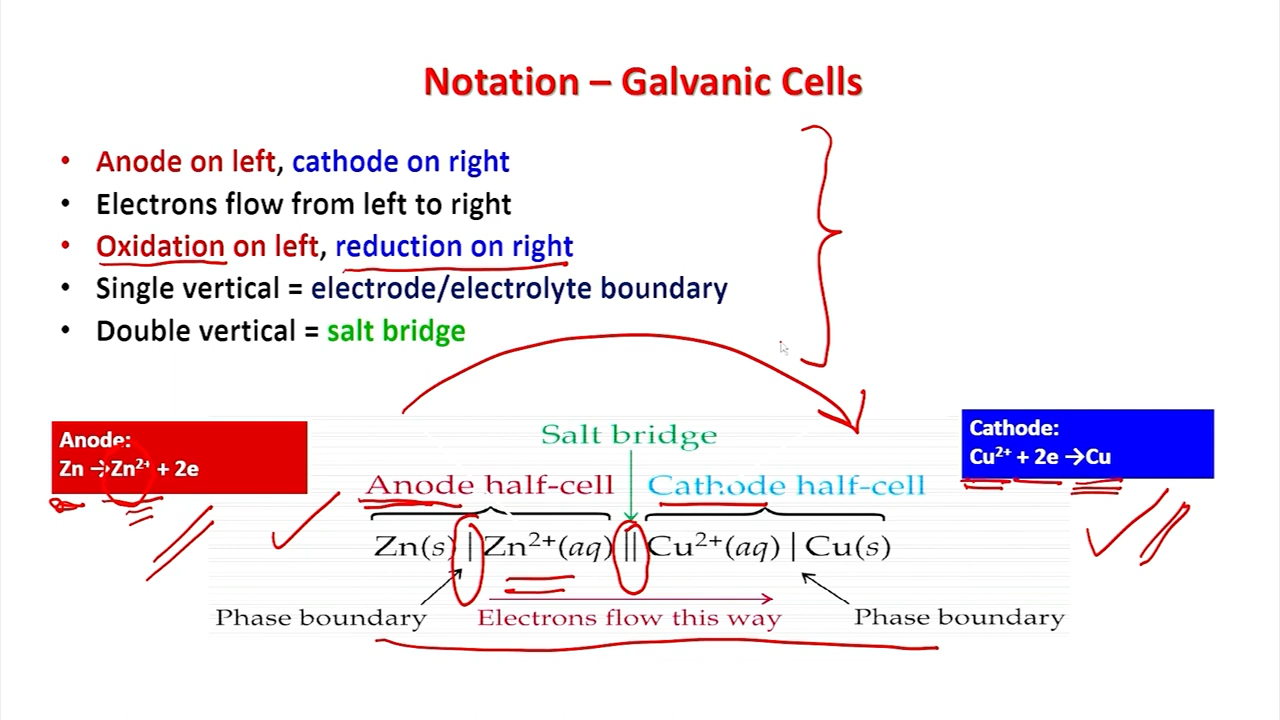 Notation – Galvanic Cells
• Anode on left, cathode on right
• Electrons flow from left to right
• Oxidation on left, reduction on right
• Single vertical = electrode/electrolyte boundary
• Double vertical = salt bridge
Anode:
Zn →Zn²⁺ + 2e
Cathode:
Cu²⁺ + 2e →Cu
Salt bridge
Anode half-cell Cathode half-cell
Zn(s) | Zn²⁺(aq) || Cu²⁺(aq) | Cu(s)
Phase boundary Electrons flow this way Phase boundary